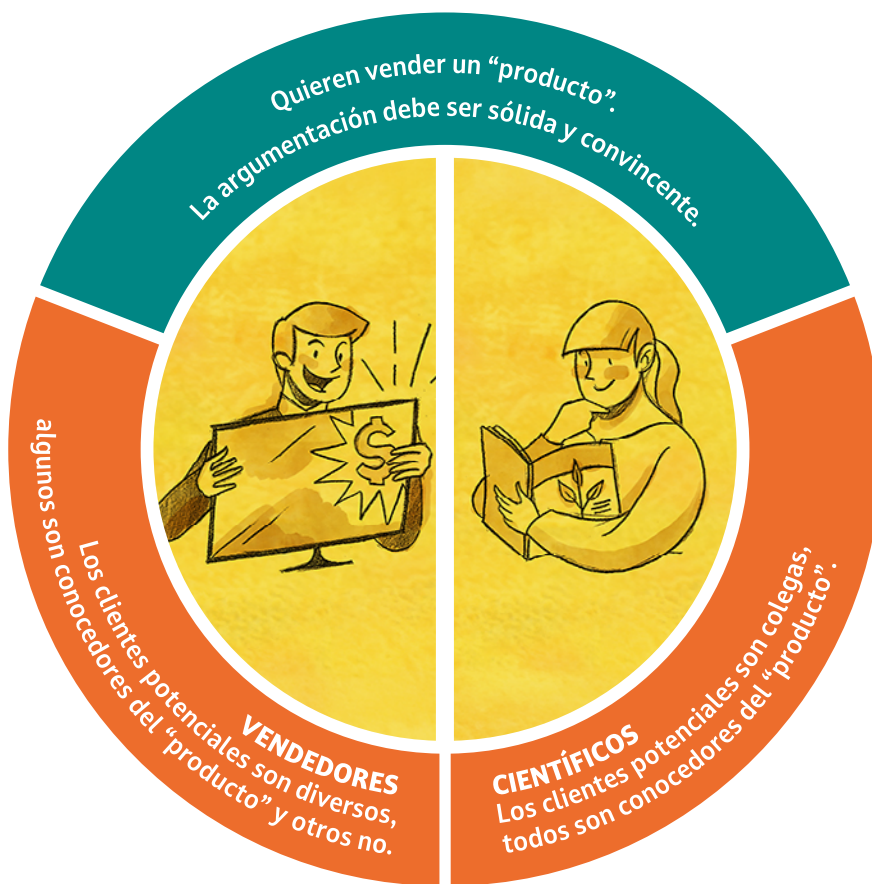 Quieren vender un “producto”.
La argumentación debe ser sólida y convincente.
$
VENDEDORES
Los clientes potenciales son diversos,
algunos son conocedores del “producto” y otros no.
CIENTÍFICOS
Los clientes potenciales son colegas,
todos son conocedores del “producto”.